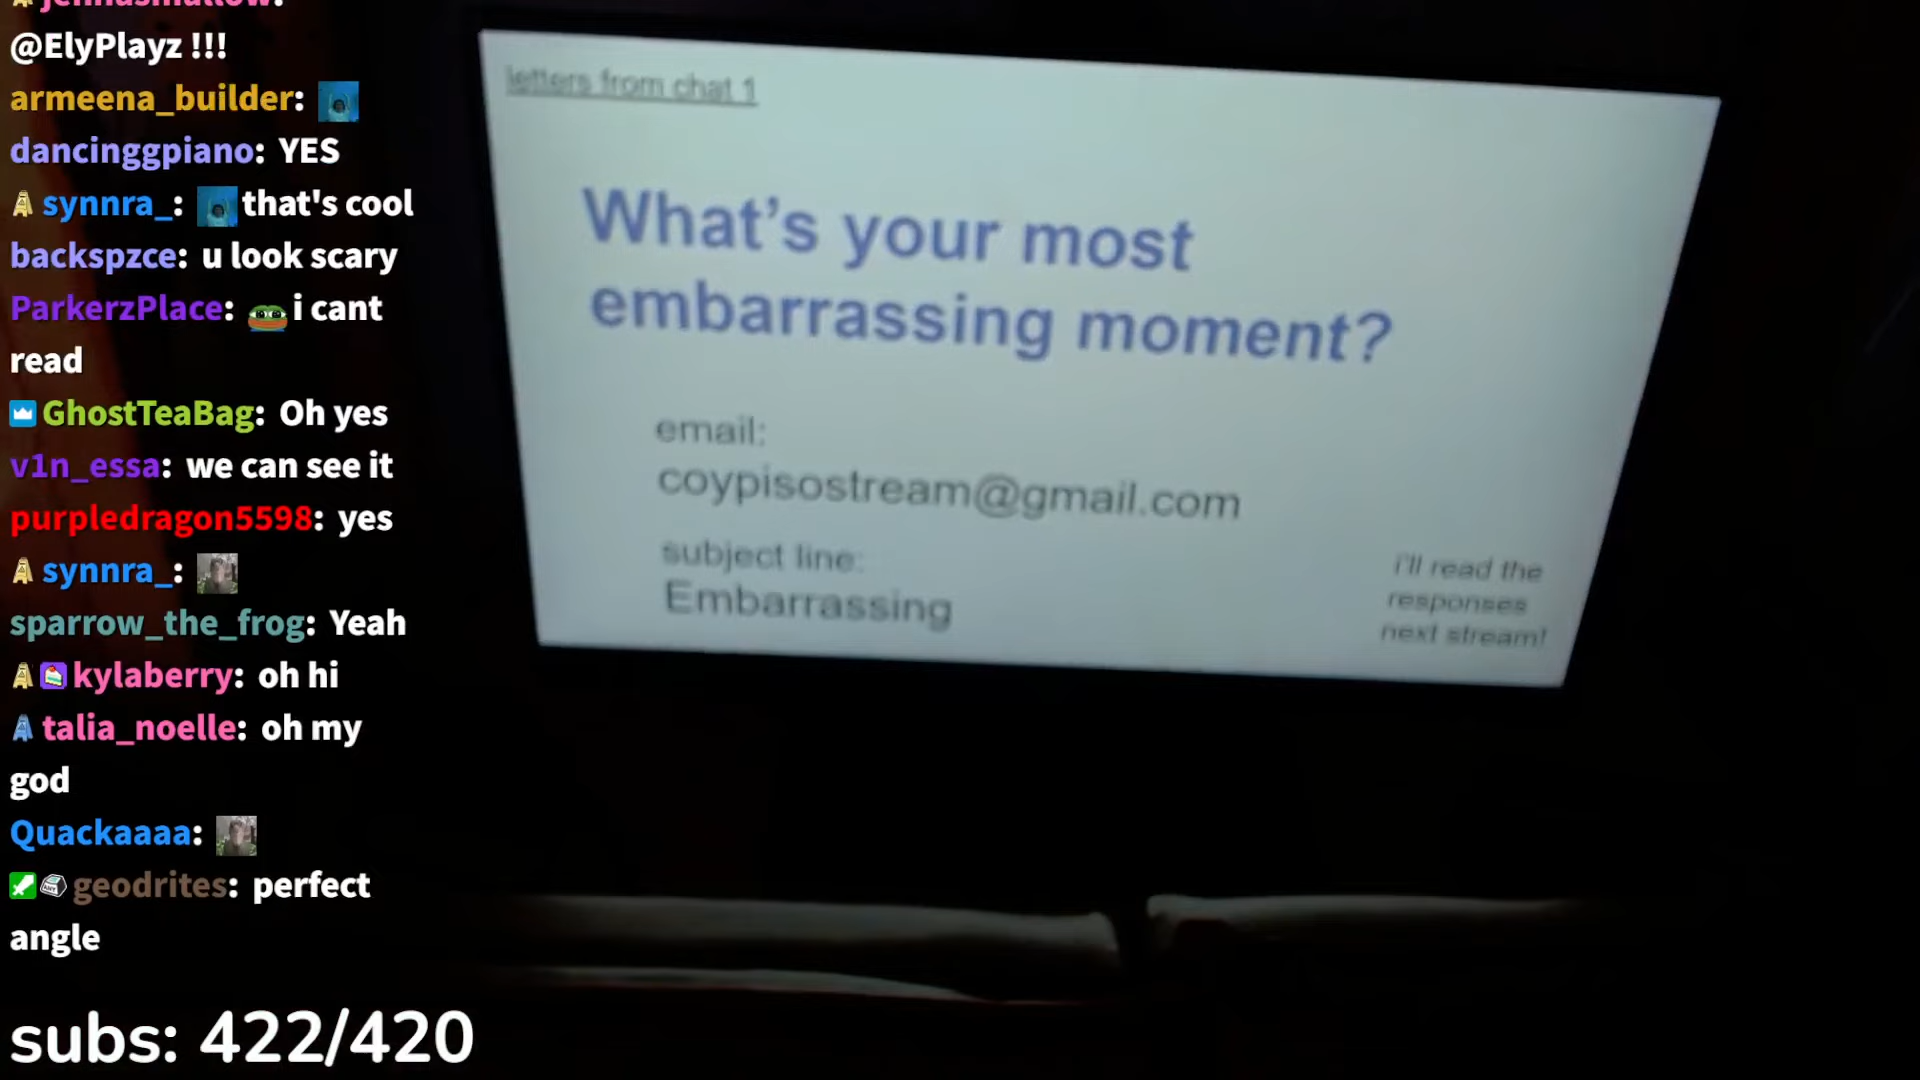 jennasmallow:
@ElyPlayz !!!
armeena_builder:
dancinggpiano: YES
synnra_: that's cool
backspzce: u look scary
ParkerzPlace: i cant
read
GhostTeaBag: Oh yes
v1n_essa: we can see it
purpledragon5598: yes
synnra_:
sparrow_the_frog: Yeah
kylaberry: oh hi
talia_noelle: oh my
god
Quackaaaa:
geodrites: perfect
angle
subs: 422/420
letters from chat 1
What's your most
embarrassing moment?
email:
coypisostream@gmail.com
subject line:
Embarrassing
i'll read the
responses
next stream!